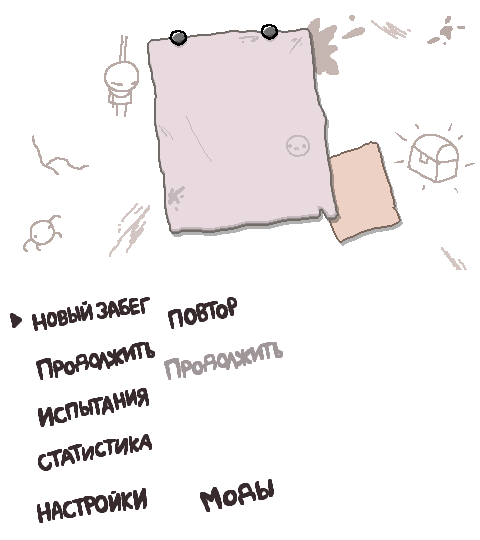 НОВЫЙ ЗАБЕГ
ПОВТОР
ПРОДОЛЖИТЬ
ПРОДОЛЖИТЬ
ИСПЫТАНИЯ
СТАТИСТИКА
НАСТРОЙКИ
МОДЫ